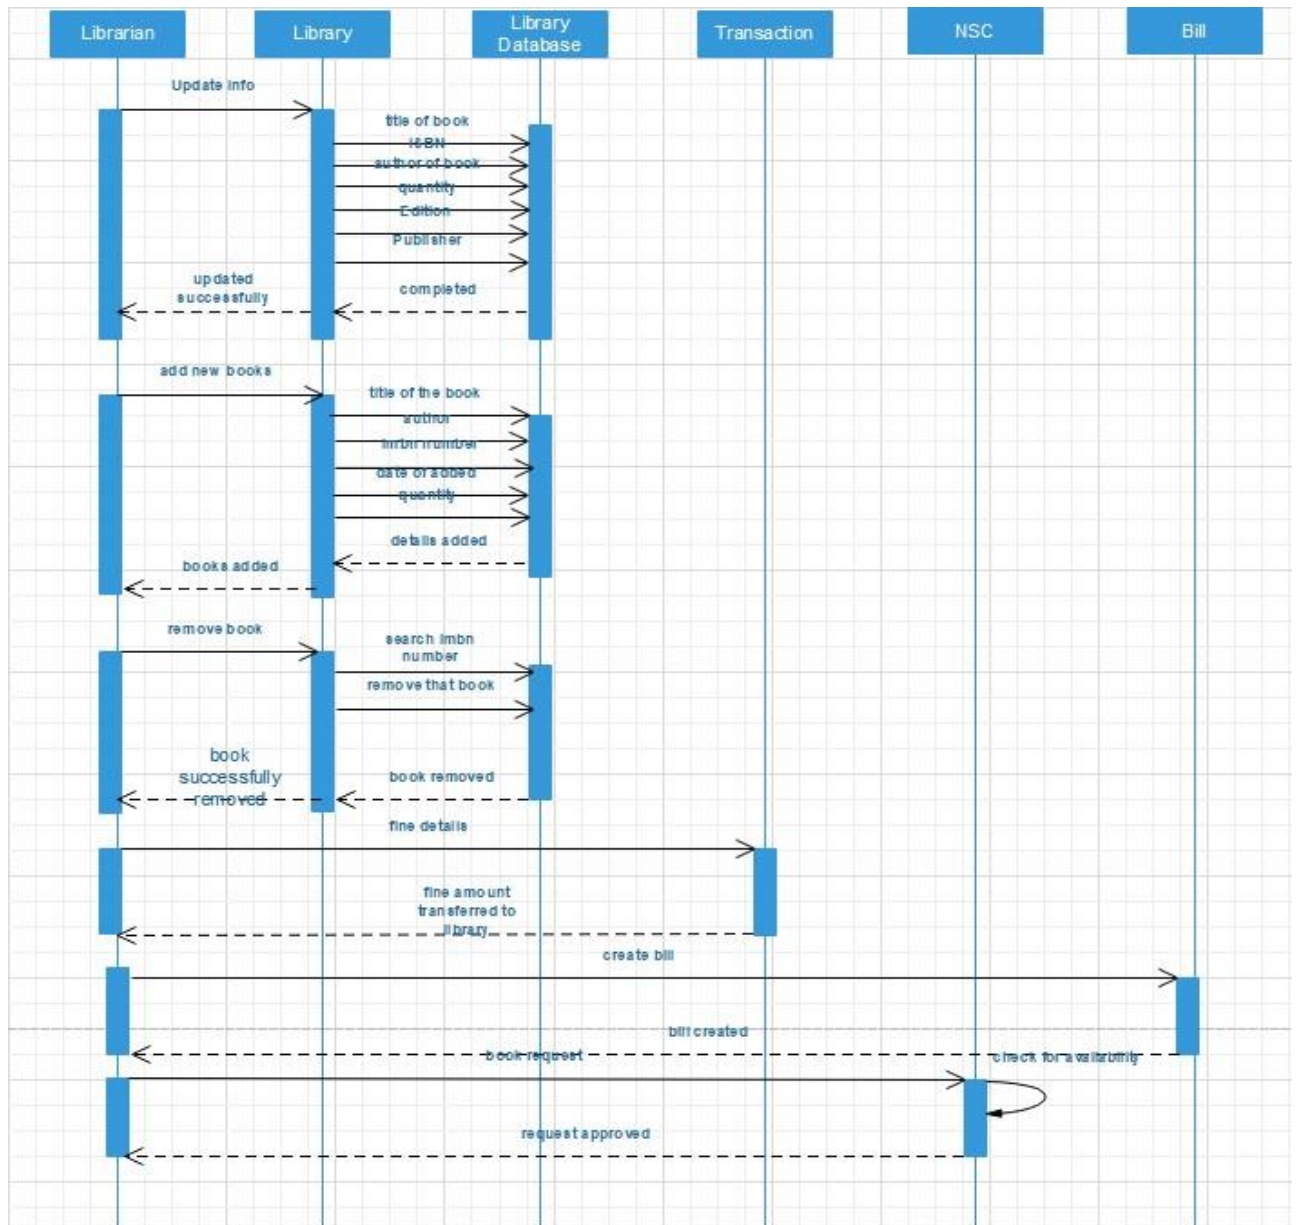 Librarian
Library
Library
Database
Transaction
NSC
Bill
Update info
title of book
ISBN
author of book
quantity
Edition
Publisher
updated
successfully
completed
add new books
title of the book
author
imbn number
date of added
quantity
details added
books added
remove book
search imbn
number
remove that book
book
successfully
removed
book removed
fine details
fine amount
transferred to
library
create bill
bill created
book request
check for availability
request approved